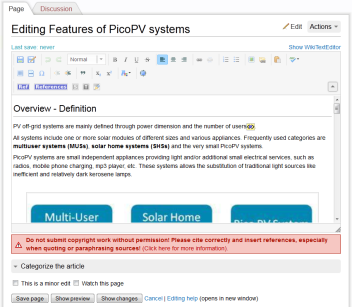 Page Discussion
Editing Features of PicoPV systems
Edit Actions
Last save: never
Show WikiTextEditor
Normal
B I U S
Ref References
Overview - Definition
PV off-grid systems are mainly defined through power dimension and the number of users
All systems include one or more solar modules of different sizes and various appliances. Frequently used categories are
multiuser systems (MUSs), solar home systems (SHSs) and the very small PicoPV systems.
PicoPV systems are small independent appliances providing light and/or additional small electrical services, such as
radios, mobile phone charging, mp3 player, etc. These systems allows the substitution of traditional light sources like
inefficient and relatively dark kerosene lamps.
Multi-User Solar Home Pico PV System
Do not submit copyright work without permission! Please cite correctly and insert references, especially
when quoting or paraphrasing sources! (Click here for more information).
Categorize the article
This is a minor edit Watch this page
Save page Show preview Show changes Cancel | Editing help (opens in new window)